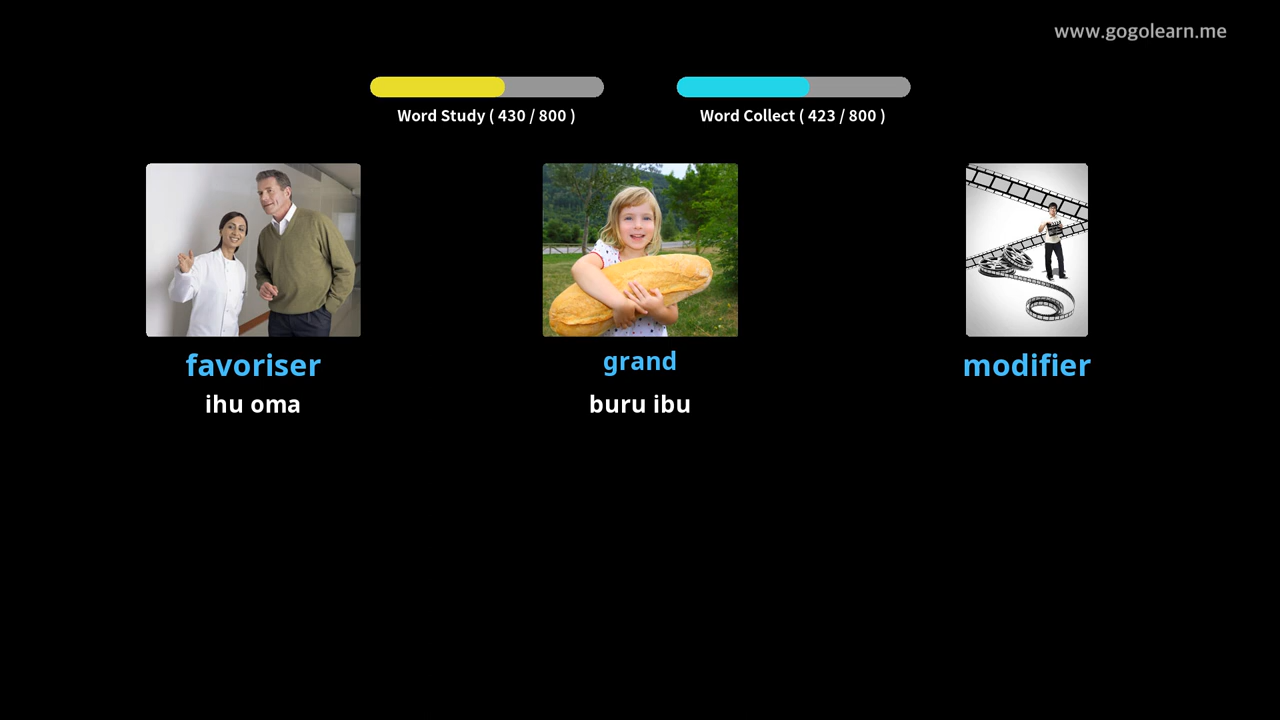 www.gogolearn.me
Word Study ( 430 / 800 )
Word Collect ( 423 / 800 )
favoriser
ihu oma
grand
buru ibu
modifier